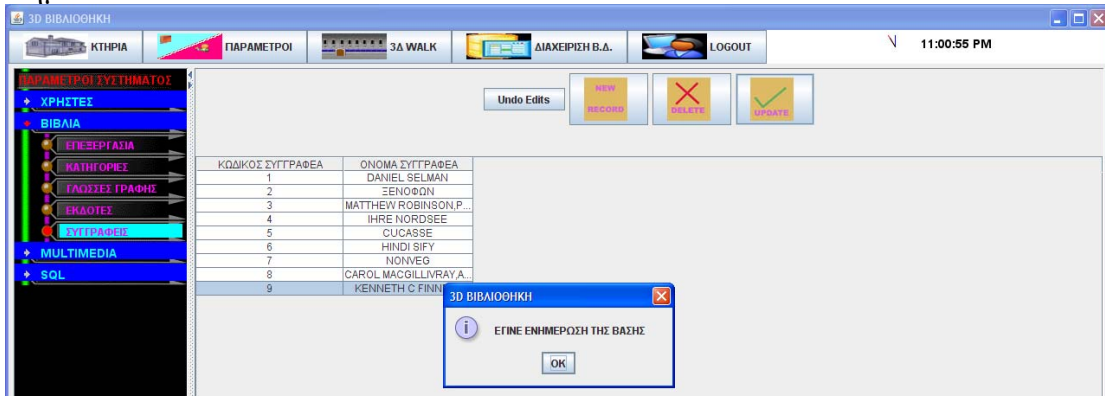 3D ΒΙΒΛΙΟΘΗΚΗ
ΚΤΗΡΙΑ ΠΑΡΑΜΕΤΡΟΙ 3Δ WALK ΔΙΑΧΕΙΡΙΣΗ Β.Δ. LOGOUT 11:00:55 PM
ΠΑΡΑΜΕΤΡΟΙ ΣΥΣΤΗΜΑΤΟΣ
ΧΡΗΣΤΕΣ
ΒΙΒΛΙΑ
ΕΠΕΞΕΡΓΑΣΙΑ
ΚΑΤΗΓΟΡΙΕΣ
ΓΛΩΣΣΕΣ ΓΡΑΦΗΣ
ΕΚΔΟΤΕΣ
ΣΥΓΓΡΑΦΕΙΣ
MULTIMEDIA
SQL
Undo Edits
NEW
RECORD
DELETE
UPDATE
ΚΩΔΙΚΟΣ ΣΥΓΓΡΑΦΕΑ ΟΝΟΜΑ ΣΥΓΓΡΑΦΕΑ
1 DANIEL SELMAN
2 ΞΕΝΟΦΩΝ
3 MATTHEW ROBINSON,P...
4 IHRE NORDSEE
5 CUCASSE
6 HINDI SIFY
7 NONVEG
8 CAROL MACGILLIVRAY,A...
9 KENNETH C FINN
3D ΒΙΒΛΙΟΘΗΚΗ
ΕΓΙΝΕ ΕΝΗΜΕΡΩΣΗ ΤΗΣ ΒΑΣΗΣ
OK